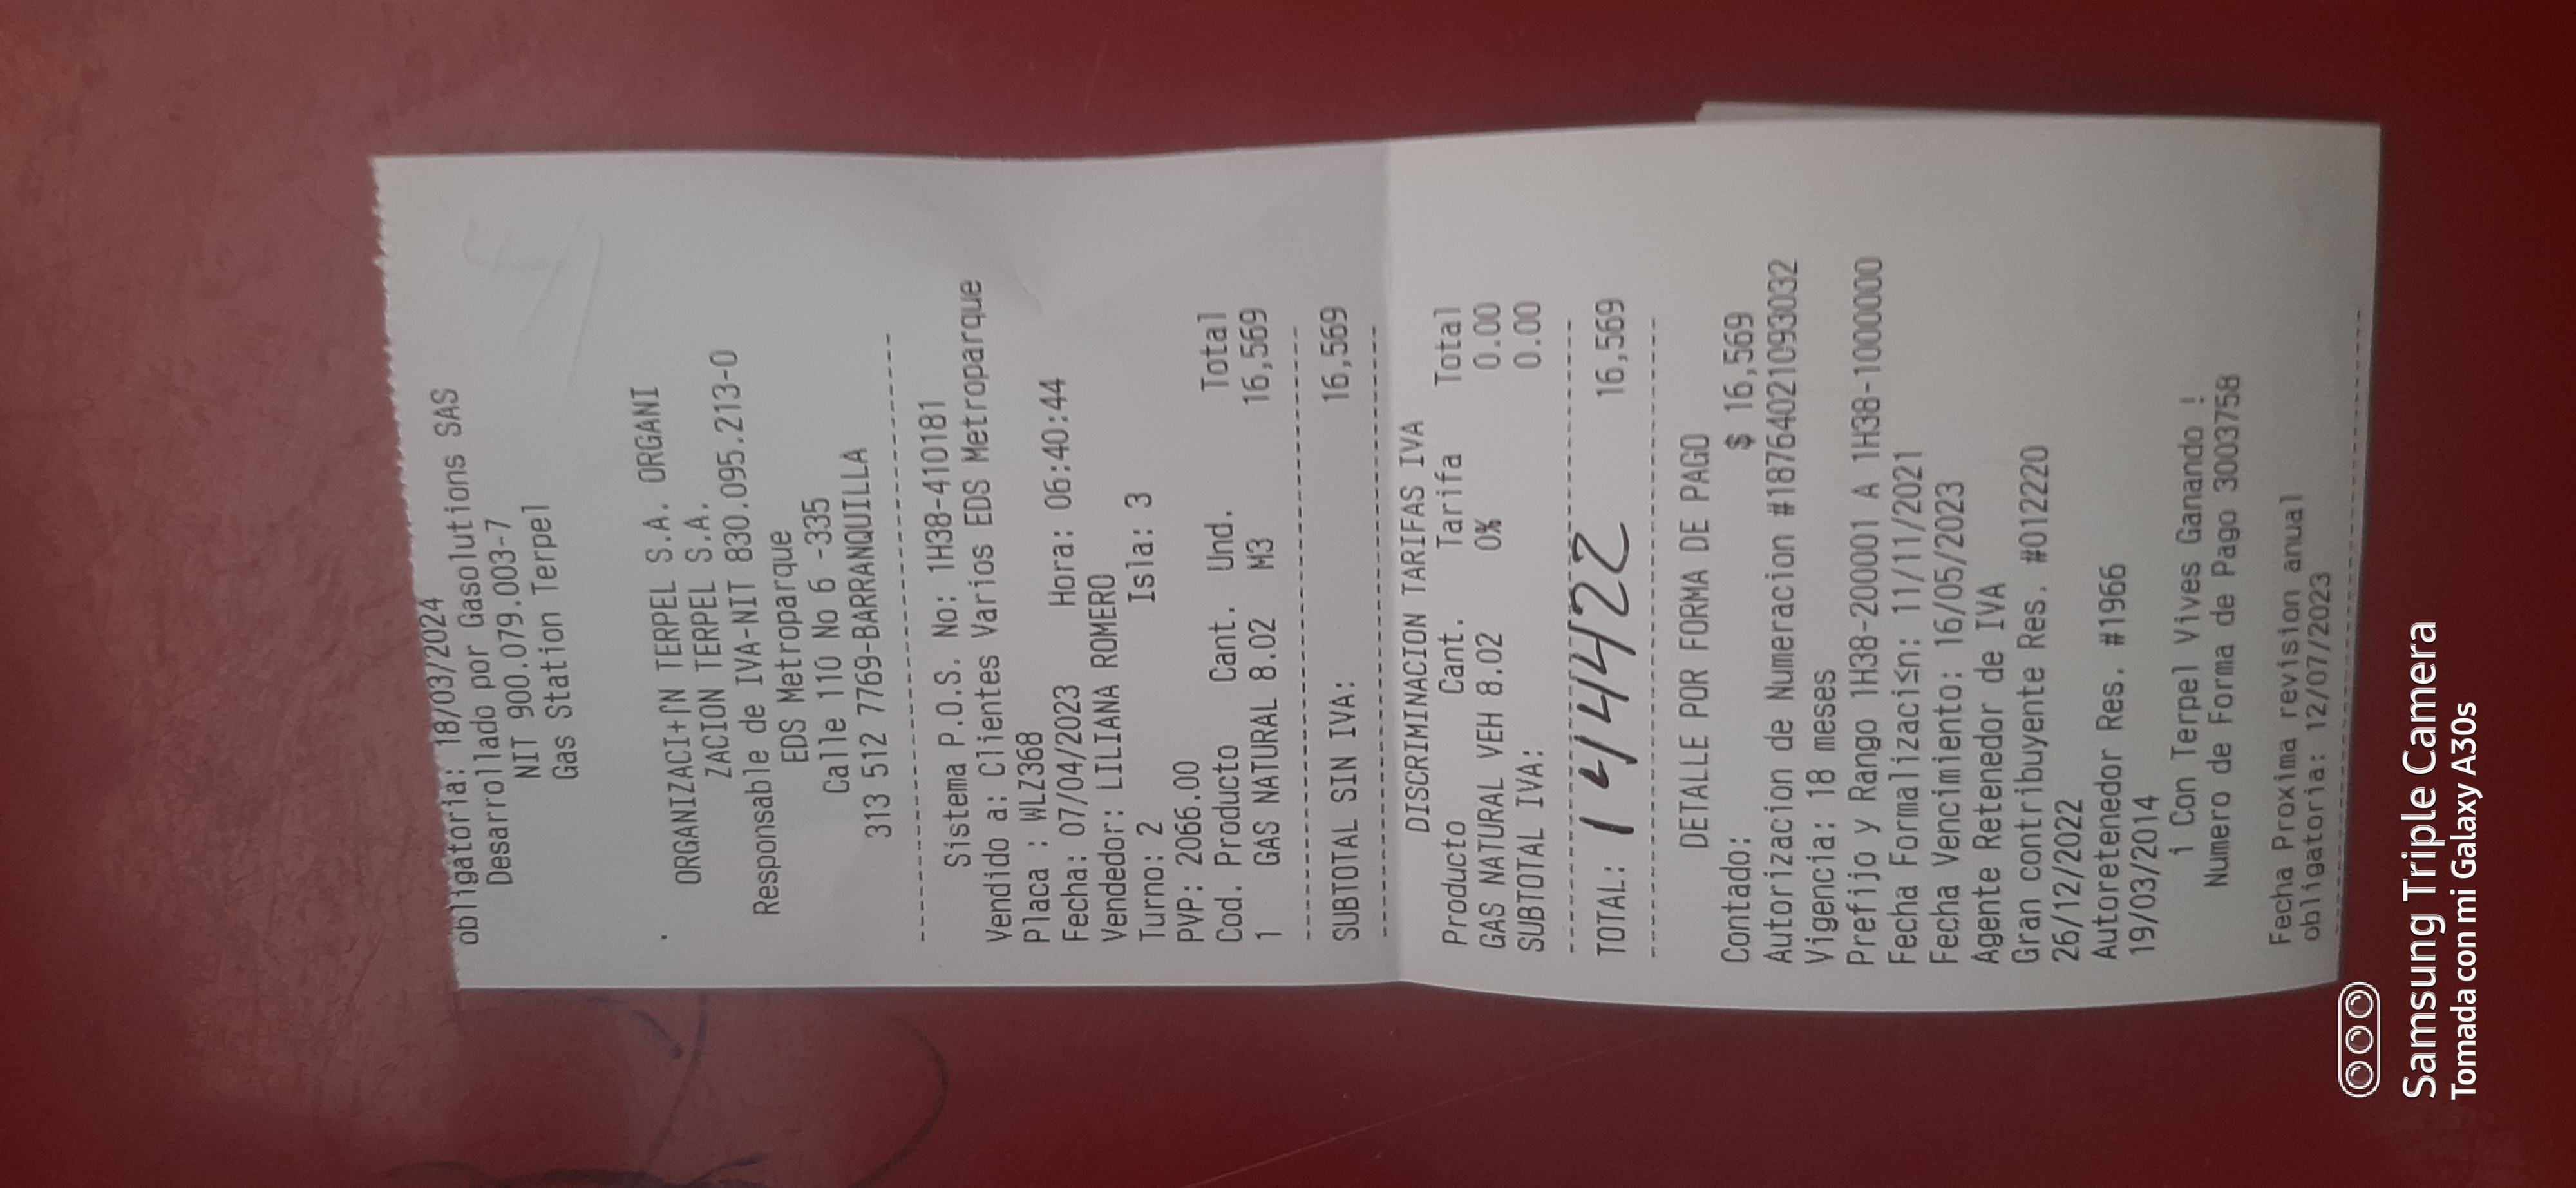 obligatoria: 18/03/2024
Desarrollado por Gasolutions SAS
NIT 900.079.003-7
Gas Station Terpel
.
ORGANIZACI+⌠N TERPEL S.A. ORGANI
ZACION TERPEL S.A.
Responsable de IVA-NIT 830.095.213-0
EDS Metroparque
Calle 110 No 6 -335
313 512 7769-BARRANQUILLA
Sistema P.O.S. No: 1H38-410181
Vendido a: Clientes Varios EDS Metroparque
Placa : WLZ368
Fecha: 07/04/2023 Hora: 06:40:44
Vendedor: LILIANA ROMERO
Turno: 2 Isla: 3
PVP: 2066.00
Cod. Producto Cant. Und. Total
1 GAS NATURAL 8.02 M3 16,569
SUBTOTAL SIN IVA: 16,569
DISCRIMINACION TARIFAS IVA
Producto Cant. Tarifa Total
GAS NATURAL VEH 8.02 0% 0.00
SUBTOTAL IVA: 0.00
TOTAL: 14422 16,569
DETALLE POR FORMA DE PAGO
Contado: $ 16,569
Autorizacion de Numeracion #18764021093032
Vigencia: 18 meses
Prefijo y Rango 1H38-200001 A 1H38-1000000
Fecha Formalizaci≤n: 11/11/2021
Fecha Vencimiento: 16/05/2023
Agente Retenedor de IVA
Gran contribuyente Res. #012220
26/12/2022
Autoretenedor Res. #1966
19/03/2014
¡ Con Terpel Vives Ganando !
Numero de Forma de Pago 30003758
Fecha Proxima revision anual
obligatoria: 12/07/2023
Samsung Triple Camera
Tomada con mi Galaxy A30s